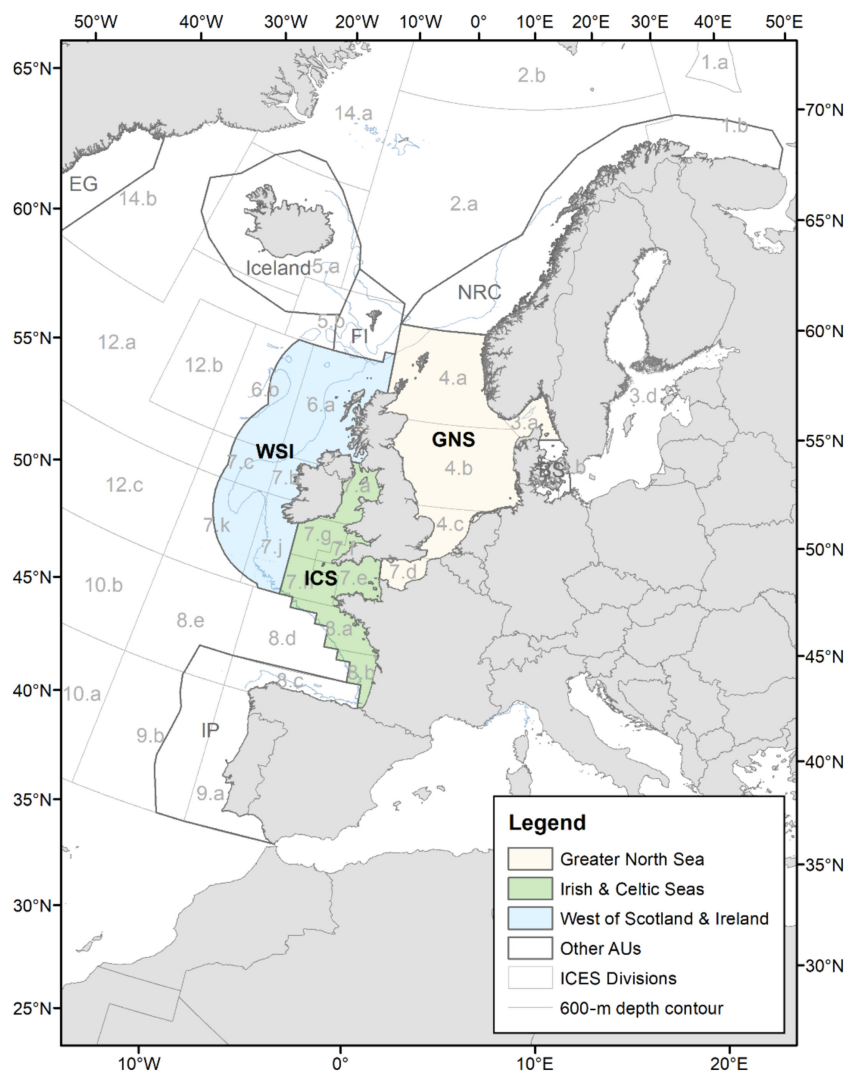 50°W 40°W 30°W 20°W 10°W 0° 10°E 20°E 30°E 40°E 50°E
65°N
1.a
2.b
70°N
14.a
1.b
EG
14.b
60°N
2.a
65°N
Iceland
5.a
NRC
5.b
FI
55°N
12.a
60°N
12.b
4.a
6.b
6.a
3.d
3.a
WSI
GNS
55°N
50°N
7.c
7.b
4.b
BS
7.a
12.c
7.k
4.c
7.g
7.j
50°N
45°N
7.d
ICS
7.e
10.b
8.e
8.a
8.d
45°N
8.b
40°N
8.c
10.a
IP
9.b
40°N
35°N
9.a
Legend
Greater North Sea
35°N
Irish & Celtic Seas
30°N
West of Scotland & Ireland
Other AUs
30°N
ICES Divisions
25°N
600-m depth contour
10°W 0° 10°E 20°E